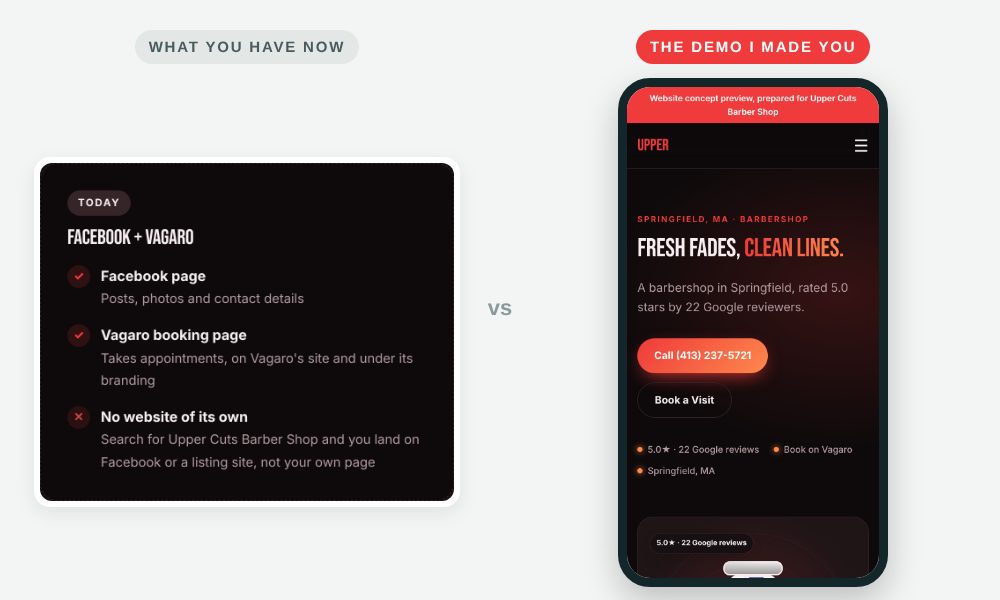 WHAT YOU HAVE NOW
TODAY
FACEBOOK + VAGARO
Facebook page
Posts, photos and contact details
Vagaro booking page
Takes appointments, on Vagaro's site and under its
branding
No website of its own
Search for Upper Cuts Barber Shop and you land on
Facebook or a listing site, not your own page
vs
THE DEMO I MADE YOU
Website concept preview, prepared for Upper Cuts
Barber Shop
UPPER
SPRINGFIELD, MA · BARBERSHOP
FRESH FADES, CLEAN LINES.
A barbershop in Springfield, rated 5.0
stars by 22 Google reviewers.
Call (413) 237-5721
Book a Visit
5.0★ · 22 Google reviews
Book on Vagaro
Springfield, MA
5.0★ · 22 Google reviews